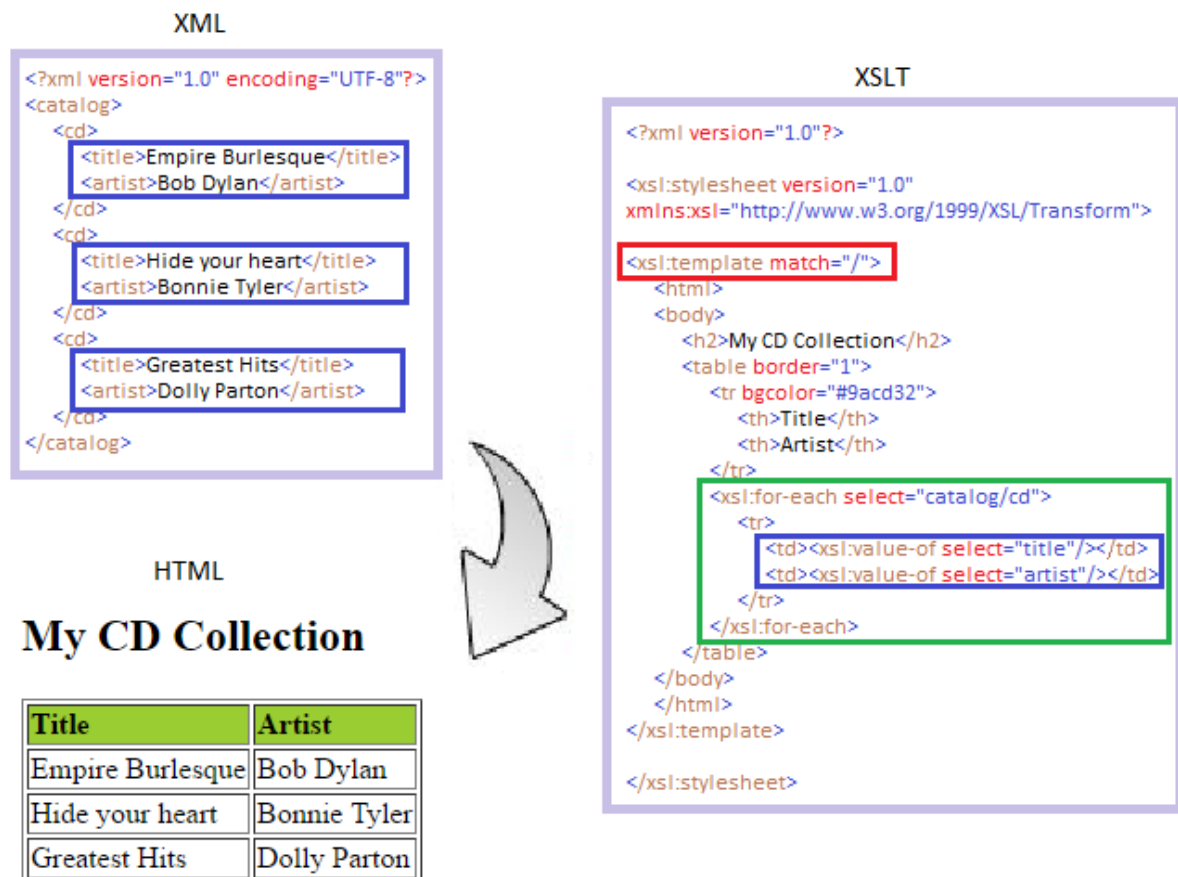 XML
<?xml version="1.0" encoding="UTF-8"?>
<catalog>
<cd>
<title>Empire Burlesque</title>
<artist>Bob Dylan</artist>
</cd>
<cd>
<title>Hide your heart</title>
<artist>Bonnie Tyler</artist>
</cd>
<cd>
<title>Greatest Hits</title>
<artist>Dolly Parton</artist>
</cd>
</catalog>
XSLT
<?xml version="1.0"?>
<xsl:stylesheet version="1.0"
xmlns:xsl="http://www.w3.org/1999/XSL/Transform">
<xsl:template match="/">
<html>
<body>
<h2>My CD Collection</h2>
<table border="1">
<tr bgcolor="#9acd32">
<th>Title</th>
<th>Artist</th>
</tr>
<xsl:for-each select="catalog/cd">
<tr>
<td><xsl:value-of select="title"/></td>
<td><xsl:value-of select="artist"/></td>
</tr>
</xsl:for-each>
</table>
</body>
</html>
</xsl:template>
</xsl:stylesheet>
HTML
My CD Collection
Title Artist
Empire Burlesque Bob Dylan
Hide your heart Bonnie Tyler
Greatest Hits Dolly Parton